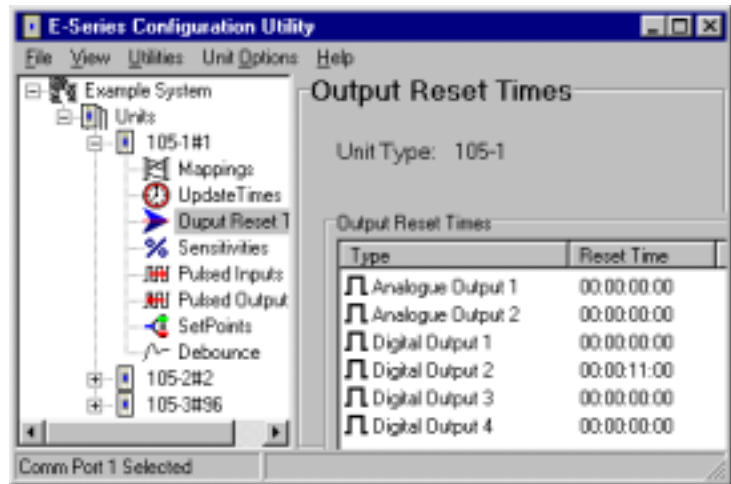 E-Series Configuration Utility
File View Utilities Unit Options Help
Example System
Units
105-1#1
Mappings
UpdateTimes
Ouput Reset T
Sensitivities
Pulsed Inputs
Pulsed Output
SetPoints
Debounce
105-2#2
105-3#96
Output Reset Times
Unit Type: 105-1
Output Reset Times
Type Reset Time
Analogue Output 1 00:00:00:00
Analogue Output 2 00:00:00:00
Digital Output 1 00:00:00:00
Digital Output 2 00:00:11:00
Digital Output 3 00:00:00:00
Digital Output 4 00:00:00:00
Comm Port 1 Selected